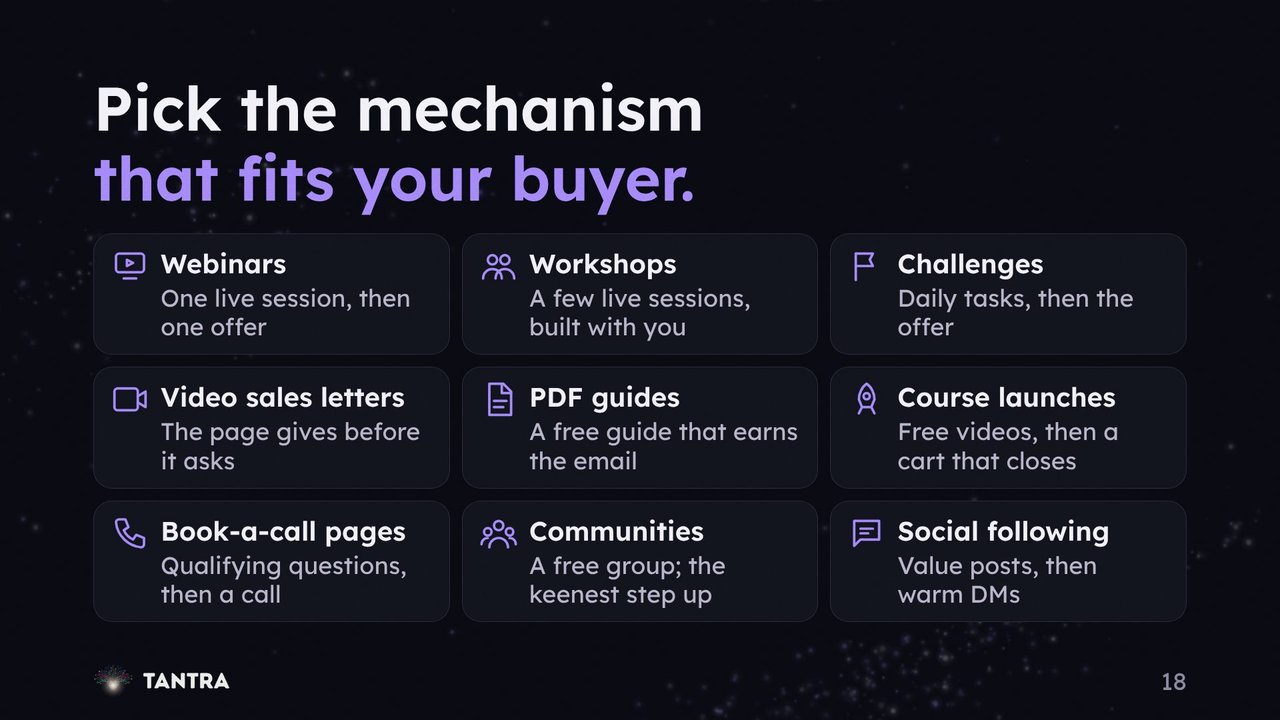 Pick the mechanism
that fits your buyer.
Webinars
One live session, then
one offer
Workshops
A few live sessions,
built with you
Challenges
Daily tasks, then the
offer
Video sales letters
The page gives before
it asks
PDF guides
A free guide that earns
the email
Course launches
Free videos, then a
cart that closes
Book-a-call pages
Qualifying questions,
then a call
Communities
A free group; the
keenest step up
Social following
Value posts, then
warm DMs
TANTRA
18